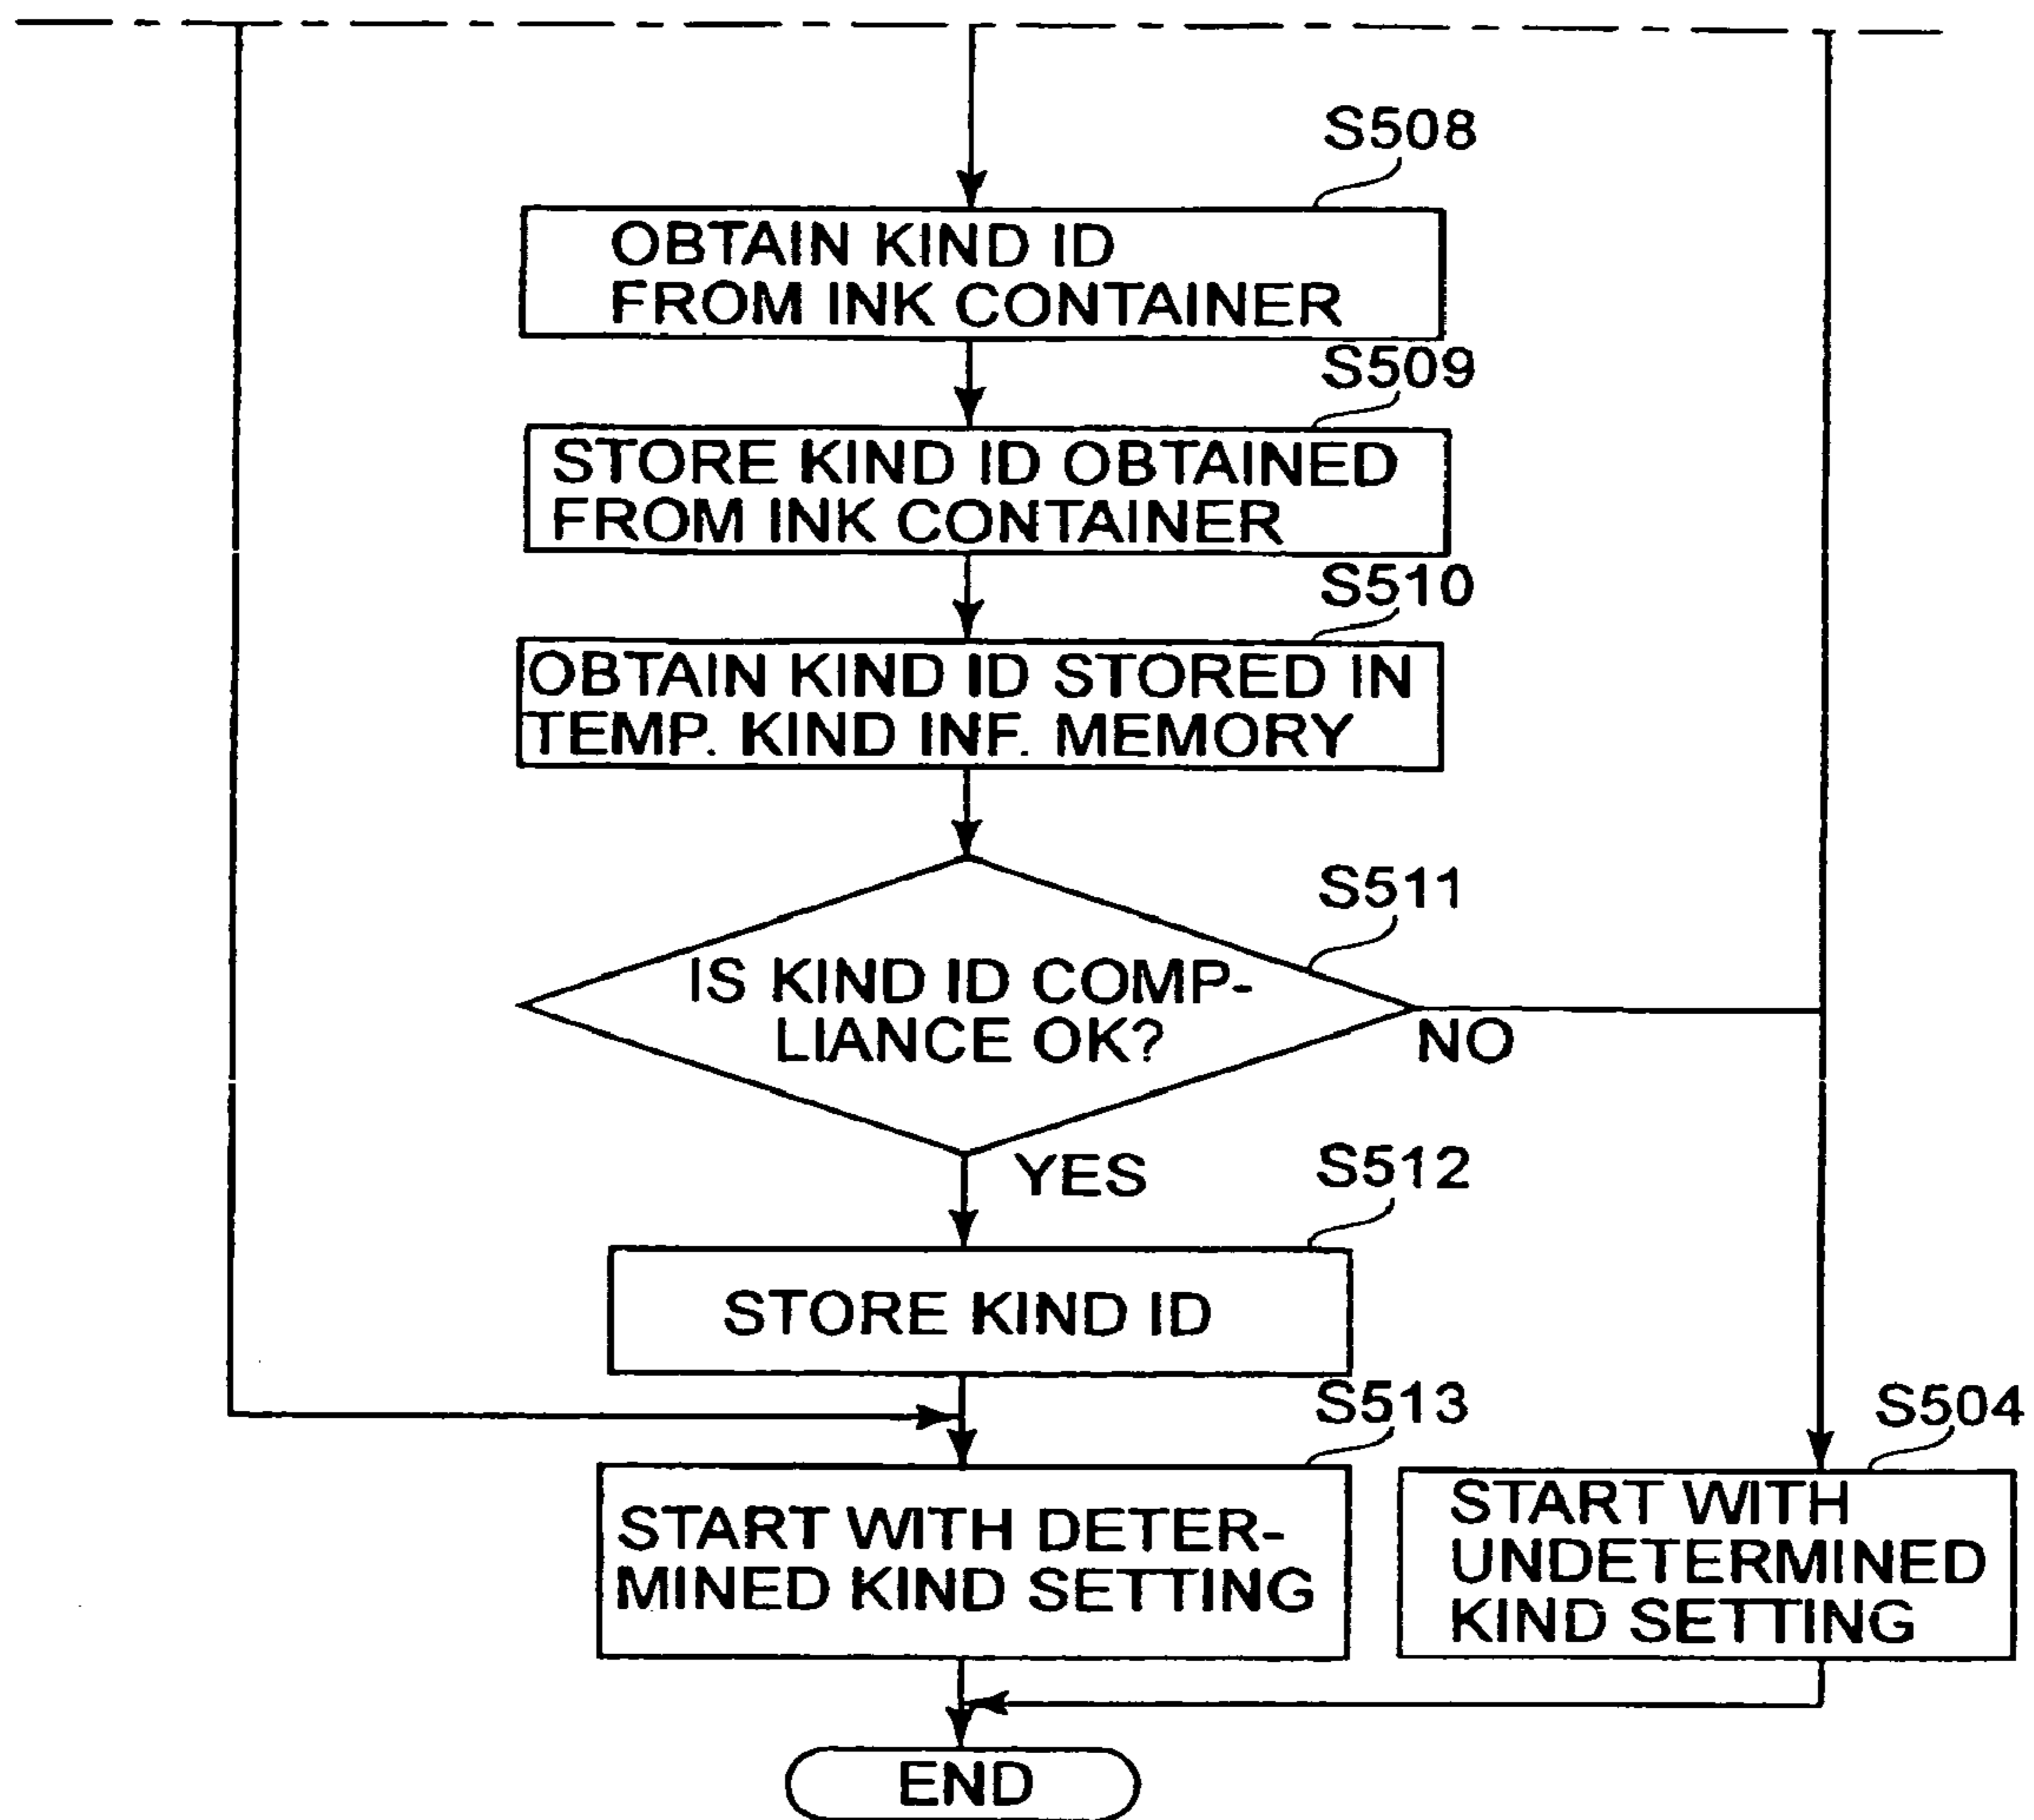 S508
OBTAIN KIND ID
FROM INK CONTAINER
S509
STORE KIND ID OBTAINED
FROM INK CONTAINER
S510
OBTAIN KIND ID STORED IN
TEMP. KIND INF. MEMORY
S511
IS KIND ID COMP-
LIANCE OK?
NO
YES
S512
STORE KIND ID
S513
START WITH DETER-
MINED KIND SETTING
S504
START WITH
UNDETERMINED
KIND SETTING
END